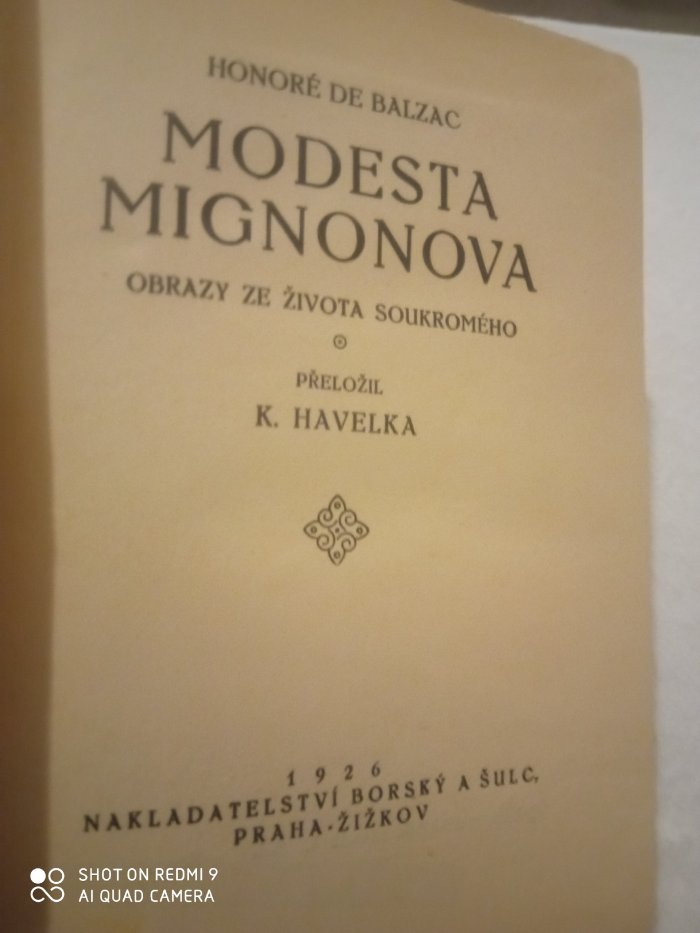 HONORÉ DE BALZAC
MODESTA
MIGNONOVA
OBRAZY ZE ŽIVOTA SOUKROMÉHO
PŘELOŽIL
K. HAVELKA
1926
NAKLADATELSTVÍ BORSKÝ A ŠULC,
PRAHA-ŽIŽKOV
SHOT ON REDMI 9
AI QUAD CAMERA